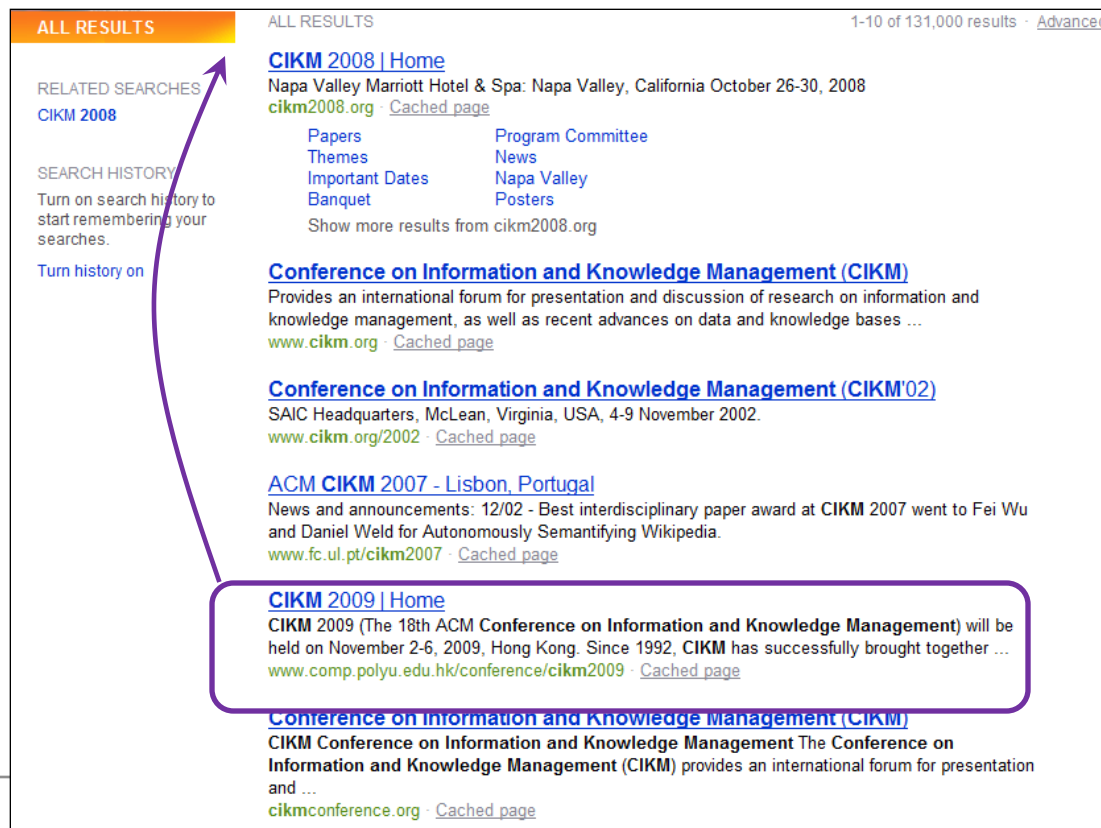 ALL RESULTS
ALL RESULTS
1-10 of 131,000 results · Advanced
RELATED SEARCHES
CIKM 2008
SEARCH HISTORY
Turn on search history to
start remembering your
searches.
Turn history on
CIKM 2008 | Home
Napa Valley Marriott Hotel & Spa: Napa Valley, California October 26-30, 2008
cikm2008.org · Cached page
Papers Program Committee
Themes News
Important Dates Napa Valley
Banquet Posters
Show more results from cikm2008.org
Conference on Information and Knowledge Management (CIKM)
Provides an international forum for presentation and discussion of research on information and
knowledge management, as well as recent advances on data and knowledge bases ...
www.cikm.org · Cached page
Conference on Information and Knowledge Management (CIKM'02)
SAIC Headquarters, McLean, Virginia, USA, 4-9 November 2002.
www.cikm.org/2002 · Cached page
ACM CIKM 2007 - Lisbon, Portugal
News and announcements: 12/02 - Best interdisciplinary paper award at CIKM 2007 went to Fei Wu
and Daniel Weld for Autonomously Semantifying Wikipedia.
www.fc.ul.pt/cikm2007 · Cached page
CIKM 2009 | Home
CIKM 2009 (The 18th ACM Conference on Information and Knowledge Management) will be
held on November 2-6, 2009, Hong Kong. Since 1992, CIKM has successfully brought together ...
www.comp.polyu.edu.hk/conference/cikm2009 · Cached page
Conference on Information and Knowledge Management (CIKM)
CIKM Conference on Information and Knowledge Management The Conference on
Information and Knowledge Management (CIKM) provides an international forum for presentation
and ...
cikmconference.org · Cached page